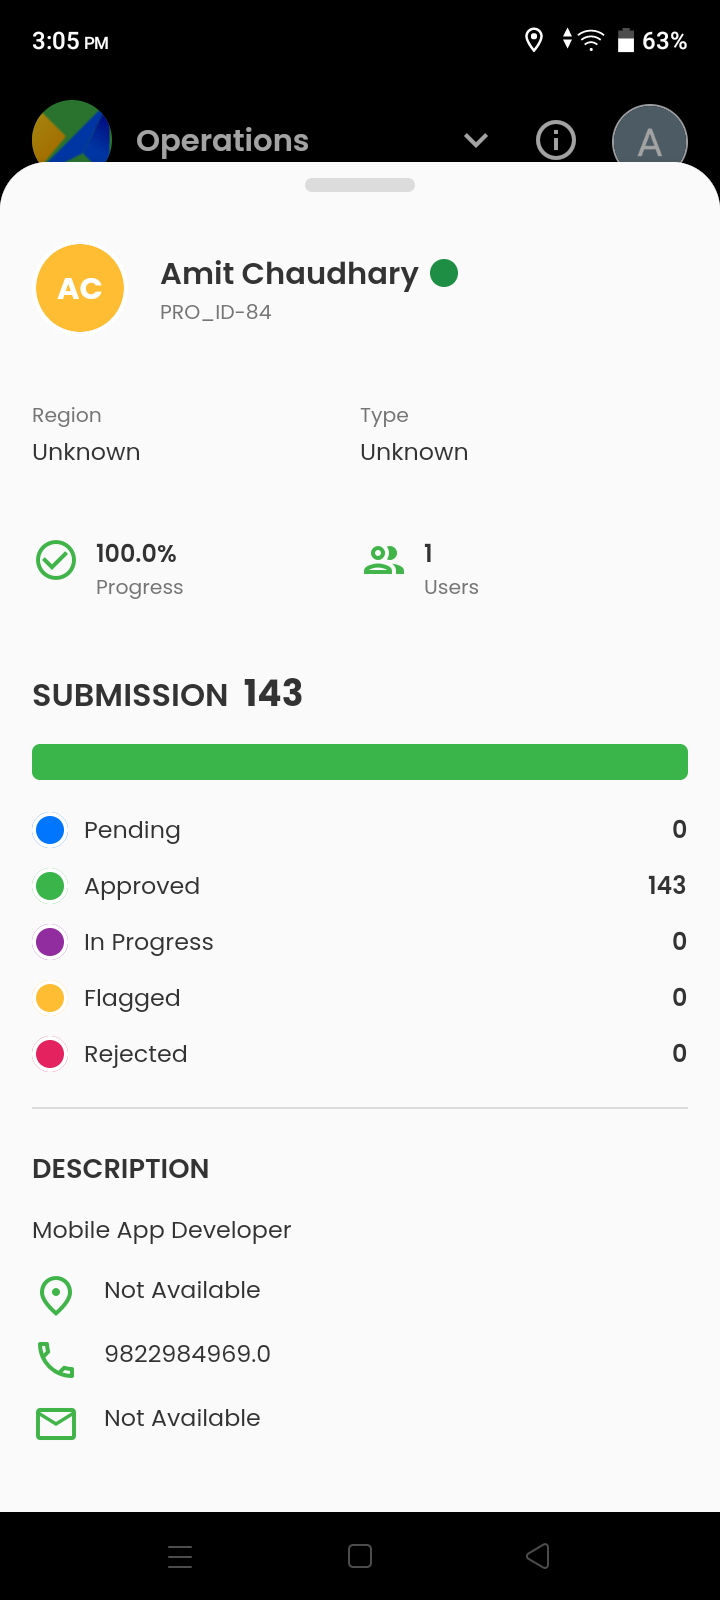 3:05 PM 63%
Operations A
AC Amit Chaudhary
PRO_ID-84
Region Type
Unknown Unknown
100.0% 1
Progress Users
SUBMISSION 143
Pending 0
Approved 143
In Progress 0
Flagged 0
Rejected 0
DESCRIPTION
Mobile App Developer
Not Available
9822984969.0
Not Available